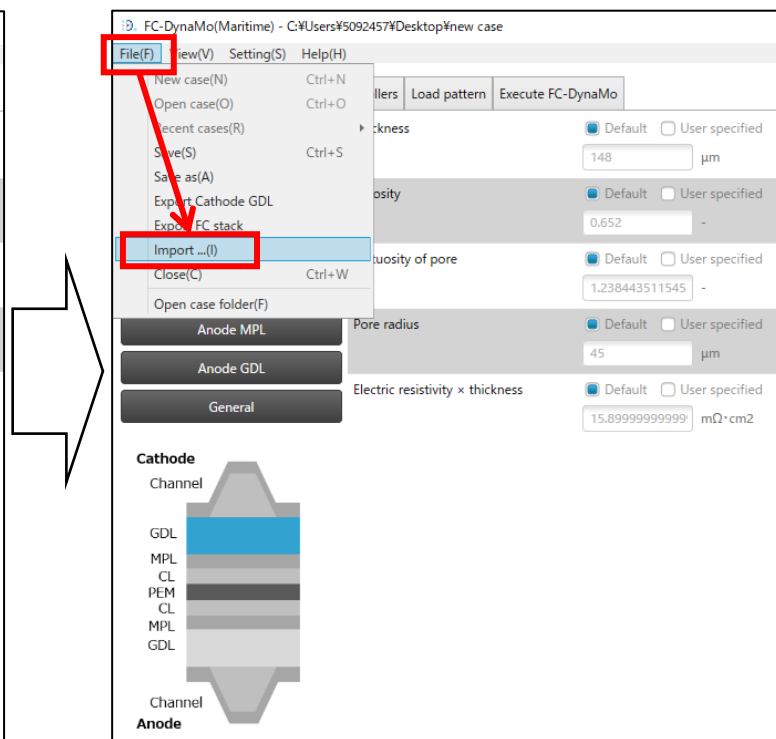 FC-DynaMo(Maritime) - C:¥Users¥5092457¥Desktop¥new case
File(F) View(V) Setting(S) Help(H)
New case(N) Ctrl+N
Open case(O) Ctrl+O
Recent cases(R)
Save(S) Ctrl+S
Save as(A)
Export Cathode GDL
Export FC stack
Import ...(I)
Close(C) Ctrl+W
Open case folder(F)
llers Load pattern Execute FC-DynaMo
ckness Default User specified
148 μm
osity Default User specified
0.652 -
tuosity of pore Default User specified
1.238443511545 -
Anode MPL
Anode GDL
General
Pore radius Default User specified
45 μm
Electric resistivity × thickness Default User specified
15.89999999999 mΩ·cm2
Cathode
Channel
GDL
MPL
CL
PEM
CL
MPL
GDL
Channel
Anode